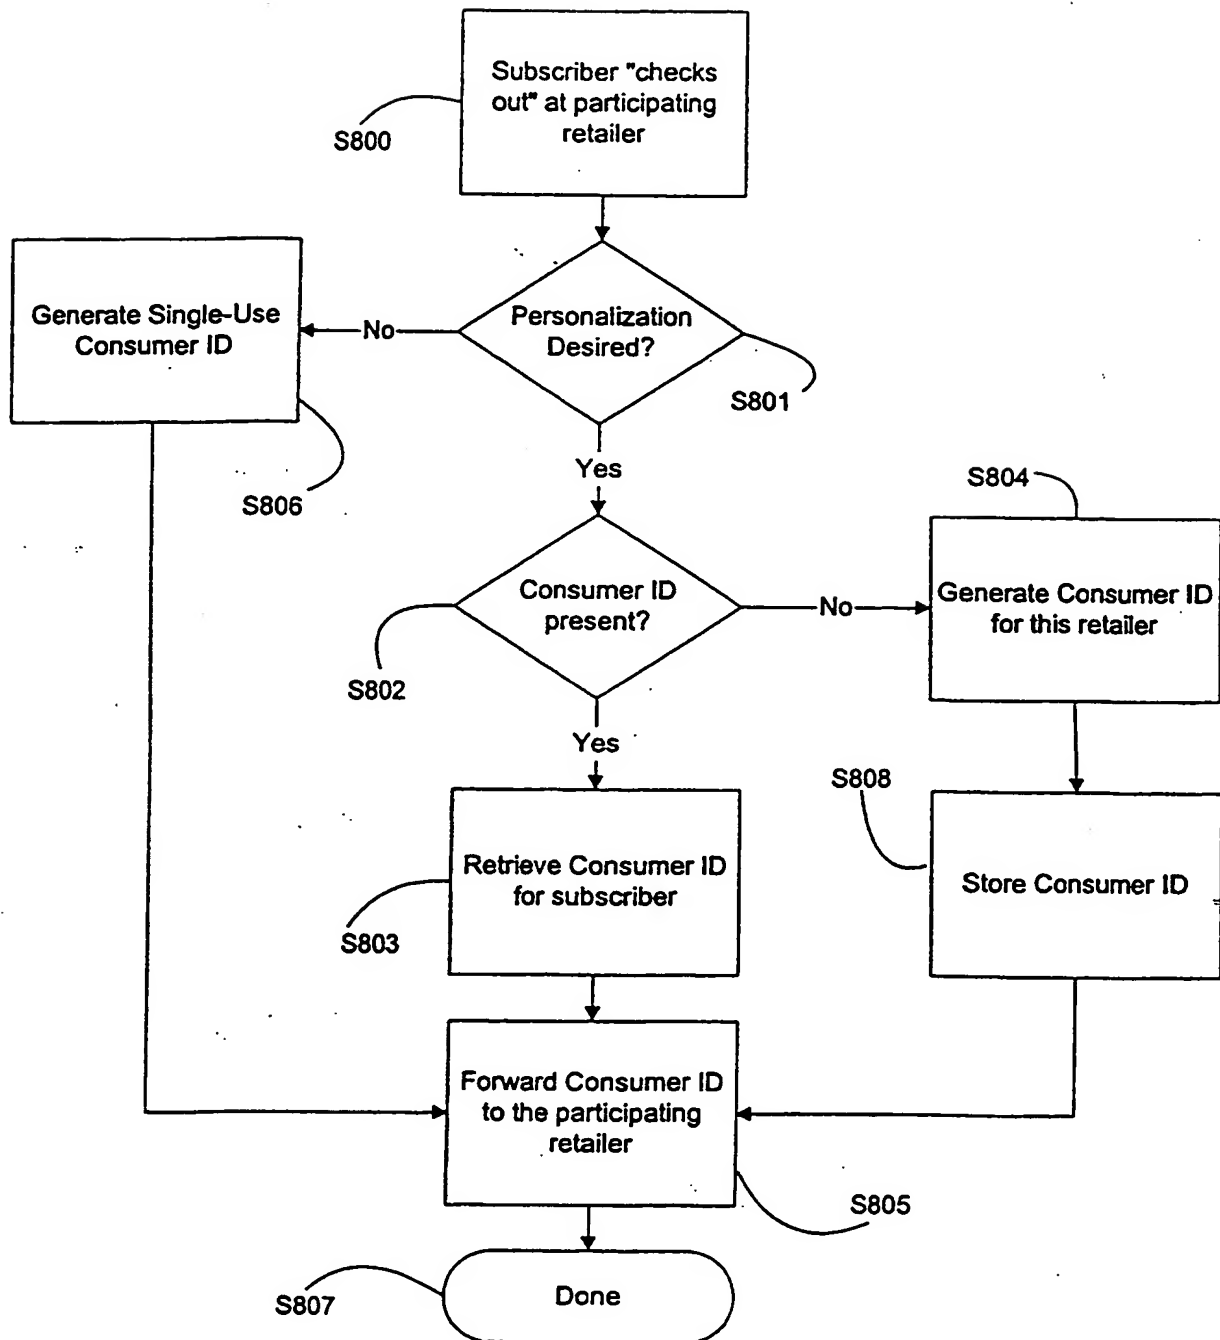 Subscriber "checks
out" at participating
retailer
S800
Generate Single-Use
Consumer ID
No
Personalization
Desired?
S801
S806
Yes
S804
Consumer ID
present?
No
Generate Consumer ID
for this retailer
S802
Yes
S808
Retrieve Consumer ID
for subscriber
Store Consumer ID
S803
Forward Consumer ID
to the participating
retailer
S805
Done
S807